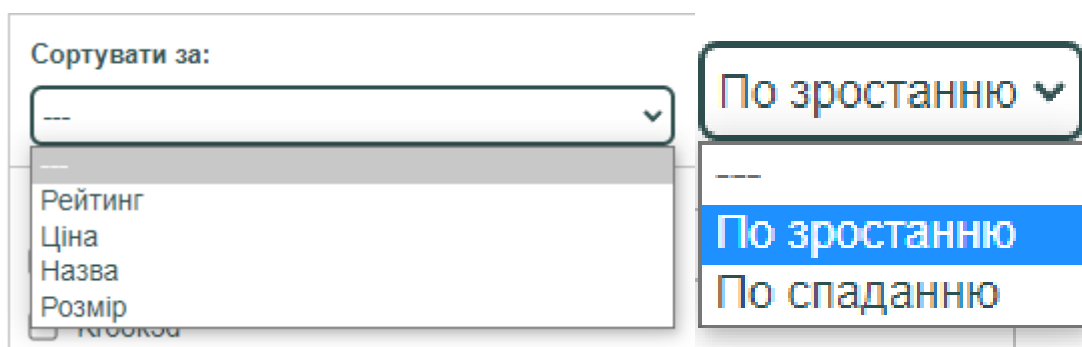 Сортувати за:
---
---
Рейтинг
Ціна
Назва
Розмір
По зростанню
---
По зростанню
По спаданню